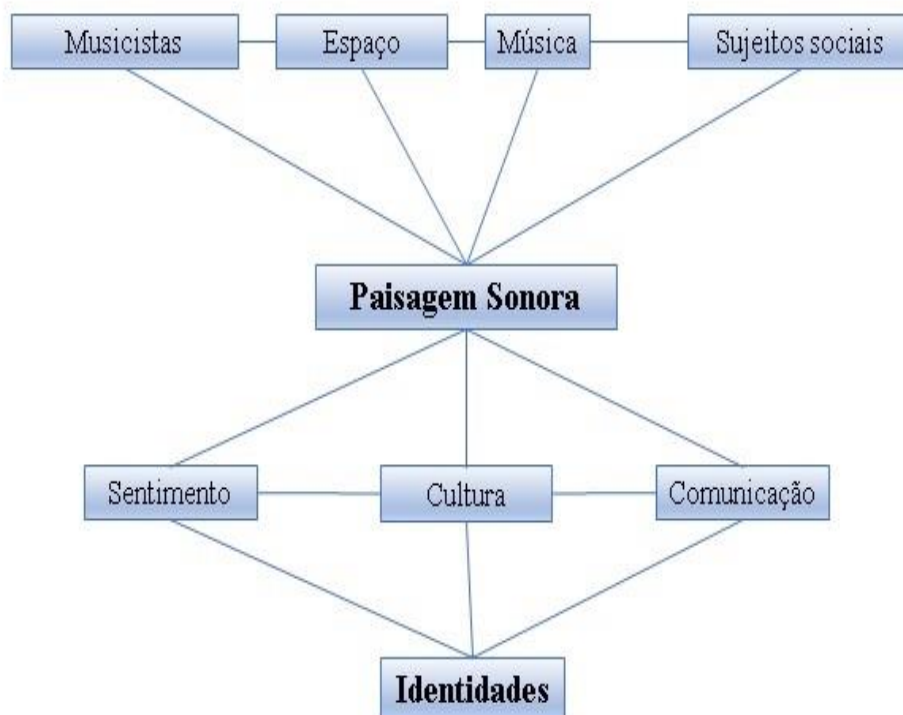 Musicistas Espaço Música Sujeitos sociais
Paisagem Sonora
Sentimento Cultura Comunicação
Identidades